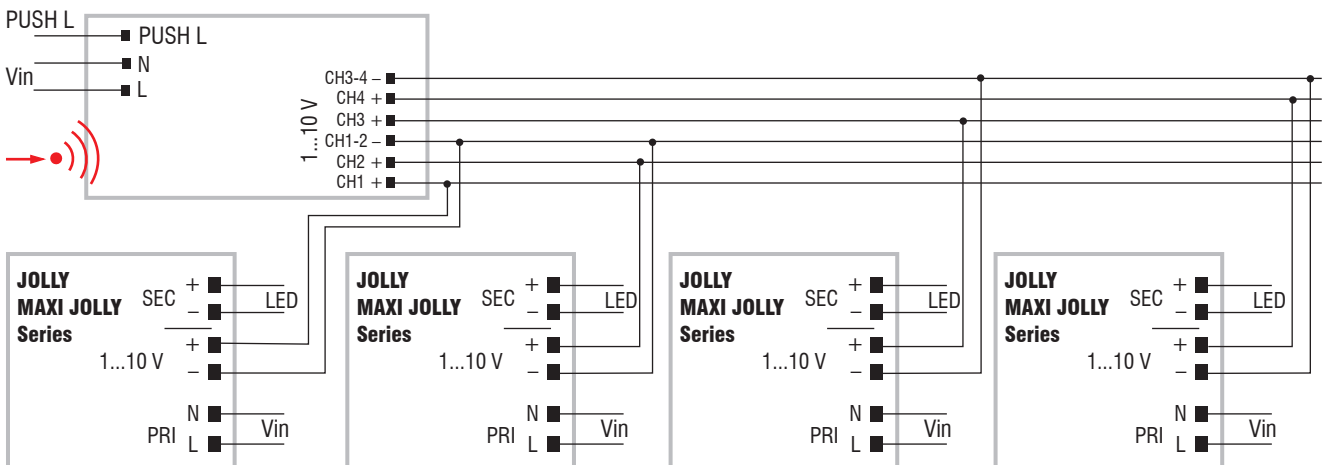 PUSH L
PUSH L
N
Vin
L
1...10 V
CH3-4 –
CH4 +
CH3 +
CH1-2 –
CH2 +
CH1 +
JOLLY
MAXI JOLLY
Series
SEC
+
–
LED
1...10 V
+
–
PRI
N
L
Vin
JOLLY
MAXI JOLLY
Series
SEC
+
–
LED
1...10 V
+
–
PRI
N
L
Vin
JOLLY
MAXI JOLLY
Series
SEC
+
–
LED
1...10 V
+
–
PRI
N
L
Vin
JOLLY
MAXI JOLLY
Series
SEC
+
–
LED
1...10 V
+
–
PRI
N
L
Vin